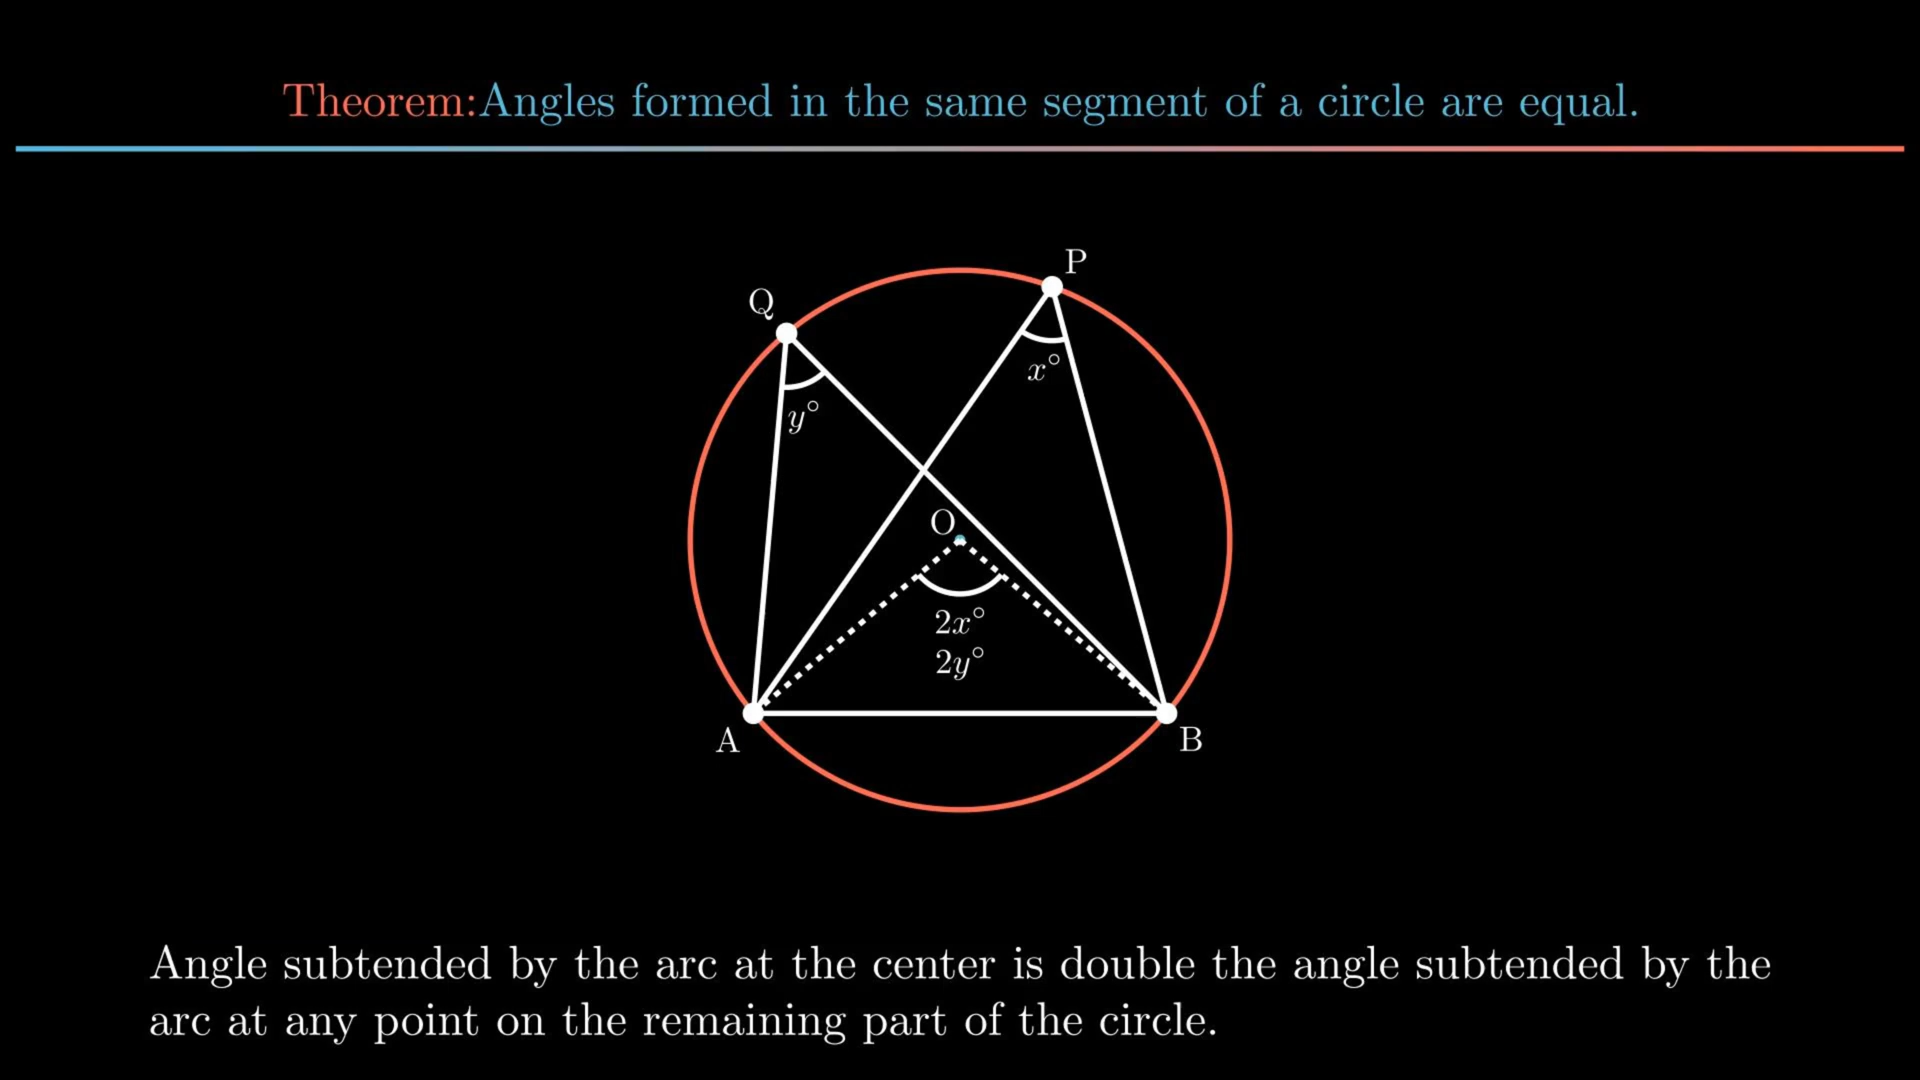 Theorem:Angles formed in the same segment of a circle are equal.
P
Q
x°
y°
O
2x°
2y°
A
B
Angle subtended by the arc at the center is double the angle subtended by the
arc at any point on the remaining part of the circle.